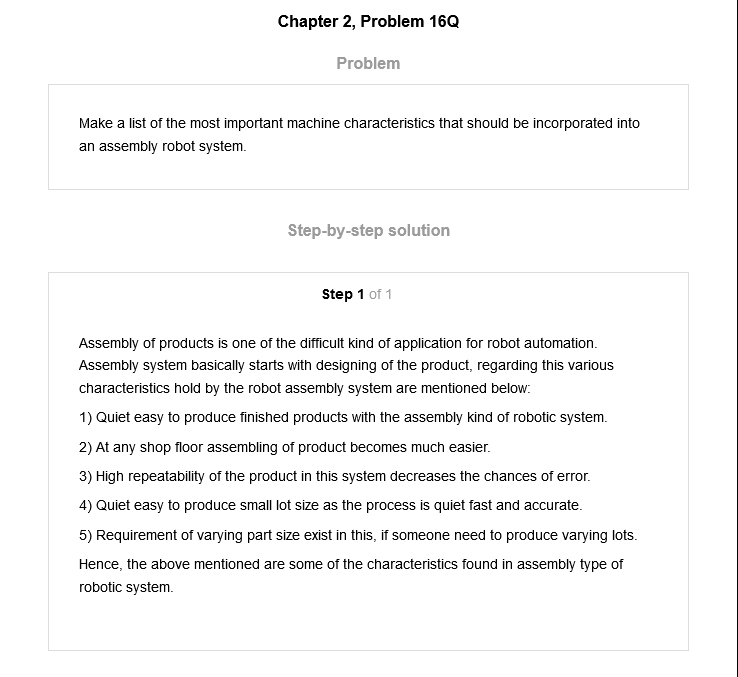 Chapter 2, Problem 16Q
Problem
Make a list of the most important machine characteristics that should be incorporated into
an assembly robot system.
Step-by-step solution
Step 1 of 1
Assembly of products is one of the difficult kind of application for robot automation.
Assembly system basically starts with designing of the product, regarding this various
characteristics hold by the robot assembly system are mentioned below:
1) Quiet easy to produce finished products with the assembly kind of robotic system.
2) At any shop floor assembling of product becomes much easier.
3) High repeatability of the product in this system decreases the chances of error.
4) Quiet easy to produce small lot size as the process is quiet fast and accurate.
5) Requirement of varying part size exist in this, if someone need to produce varying lots.
Hence, the above mentioned are some of the characteristics found in assembly type of
robotic system.